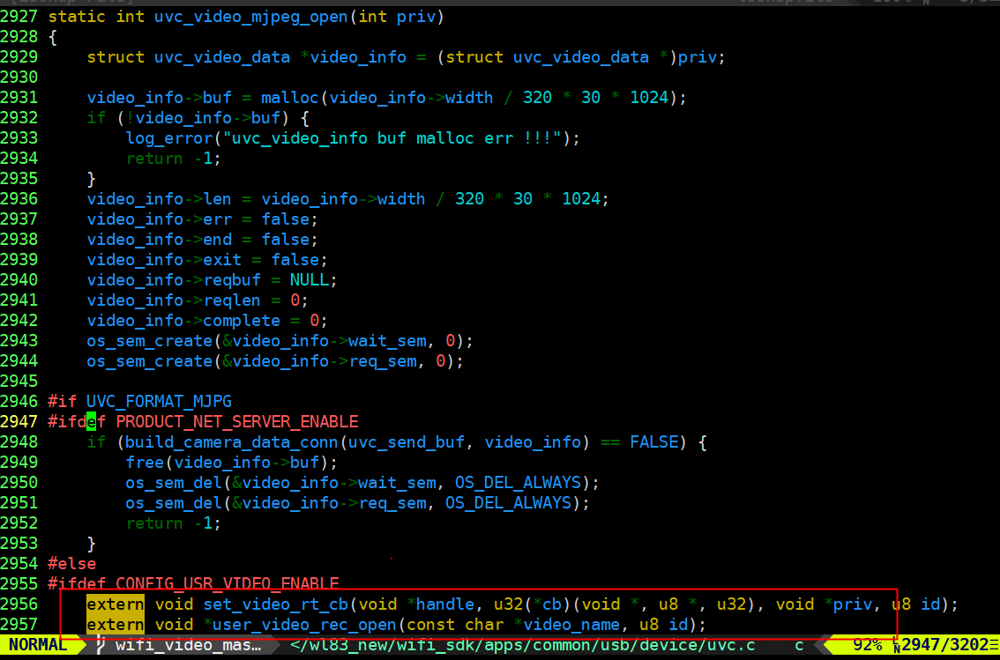 2927 static int uvc_video_mjpeg_open(int priv)
2928 {
2929     struct uvc_video_data *video_info = (struct uvc_video_data *)priv;
2930
2931     video_info->buf = malloc(video_info->width / 320 * 30 * 1024);
2932     if (!video_info->buf) {
2933         log_error("uvc_video_info buf malloc err !!!");
2934         return -1;
2935     }
2936     video_info->len = video_info->width / 320 * 30 * 1024;
2937     video_info->err = false;
2938     video_info->end = false;
2939     video_info->exit = false;
2940     video_info->reqbuf = NULL;
2941     video_info->reqlen = 0;
2942     video_info->complete = 0;
2943     os_sem_create(&video_info->wait_sem, 0);
2944     os_sem_create(&video_info->req_sem, 0);
2945
2946 #if UVC_FORMAT_MJPG
2947 #ifdef PRODUCT_NET_SERVER_ENABLE
2948     if (build_camera_data_conn(uvc_send_buf, video_info) == FALSE) {
2949         free(video_info->buf);
2950         os_sem_del(&video_info->wait_sem, OS_DEL_ALWAYS);
2951         os_sem_del(&video_info->req_sem, OS_DEL_ALWAYS);
2952         return -1;
2953     }
2954 #else
2955 #ifdef CONFIG_USR_VIDEO_ENABLE
2956     extern void set_video_rt_cb(void *handle, u32(*cb)(void *, u8 *, u32), void *priv, u8 id);
2957     extern void *user_video_rec_open(const char *video_name, u8 id);
NORMAL wifi_video_mas… </wl83_new/wifi_sdk/apps/common/usb/device/uvc.c c 92% 2947/3202